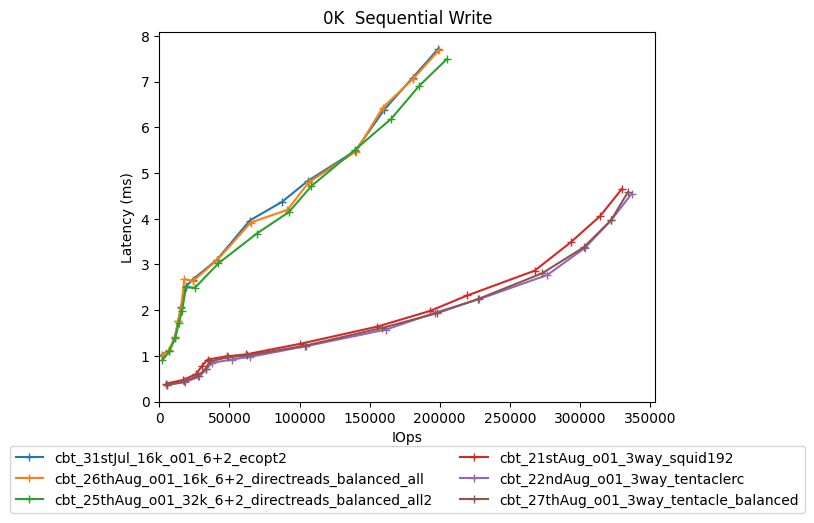 0K  Sequential Write
8
7
6
5
4
3
2
1
0
Latency (ms)
0 50000 100000 150000 200000 250000 300000 350000
IOps
cbt_31stJul_16k_o01_6+2_ecopt2
cbt_26thAug_o01_16k_6+2_directreads_balanced_all
cbt_25thAug_o01_32k_6+2_directreads_balanced_all2
cbt_21stAug_o01_3way_squid192
cbt_22ndAug_o01_3way_tentaclerc
cbt_27thAug_o01_3way_tentacle_balanced